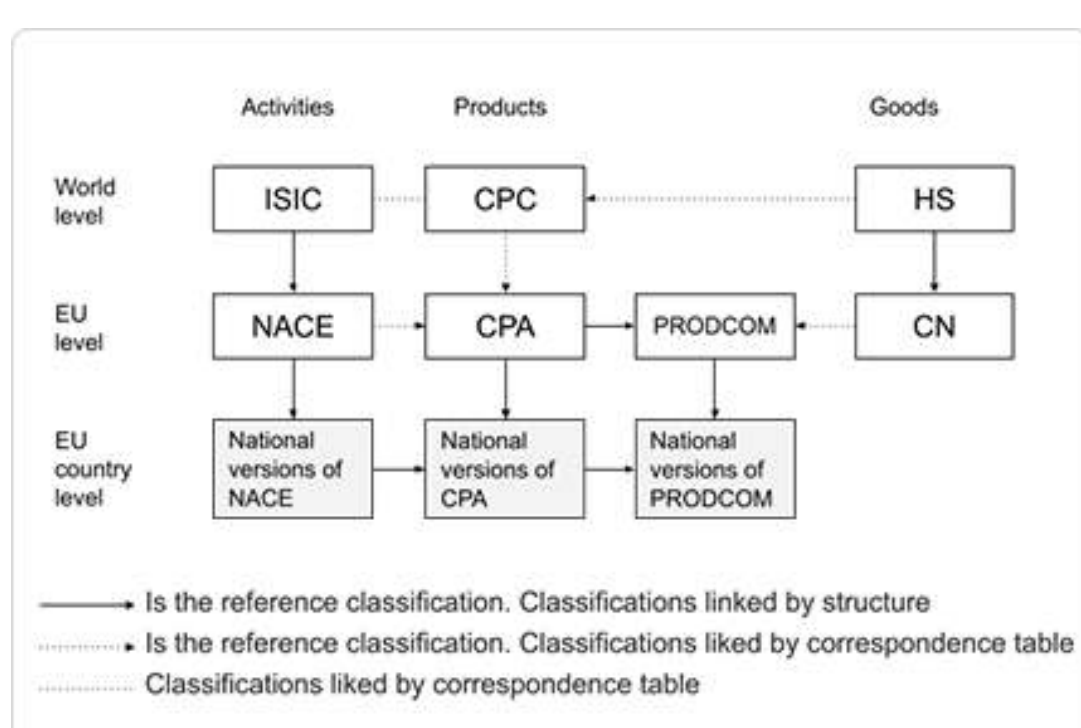 Activities Products Goods
World
level
ISIC CPC HS
EU
level
NACE CPA PRODCOM CN
EU
country
level
National
versions of
NACE
National
versions of
CPA
National
versions of
PRODCOM
Is the reference classification. Classifications linked by structure
Is the reference classification. Classifications liked by correspondence table
Classifications liked by correspondence table